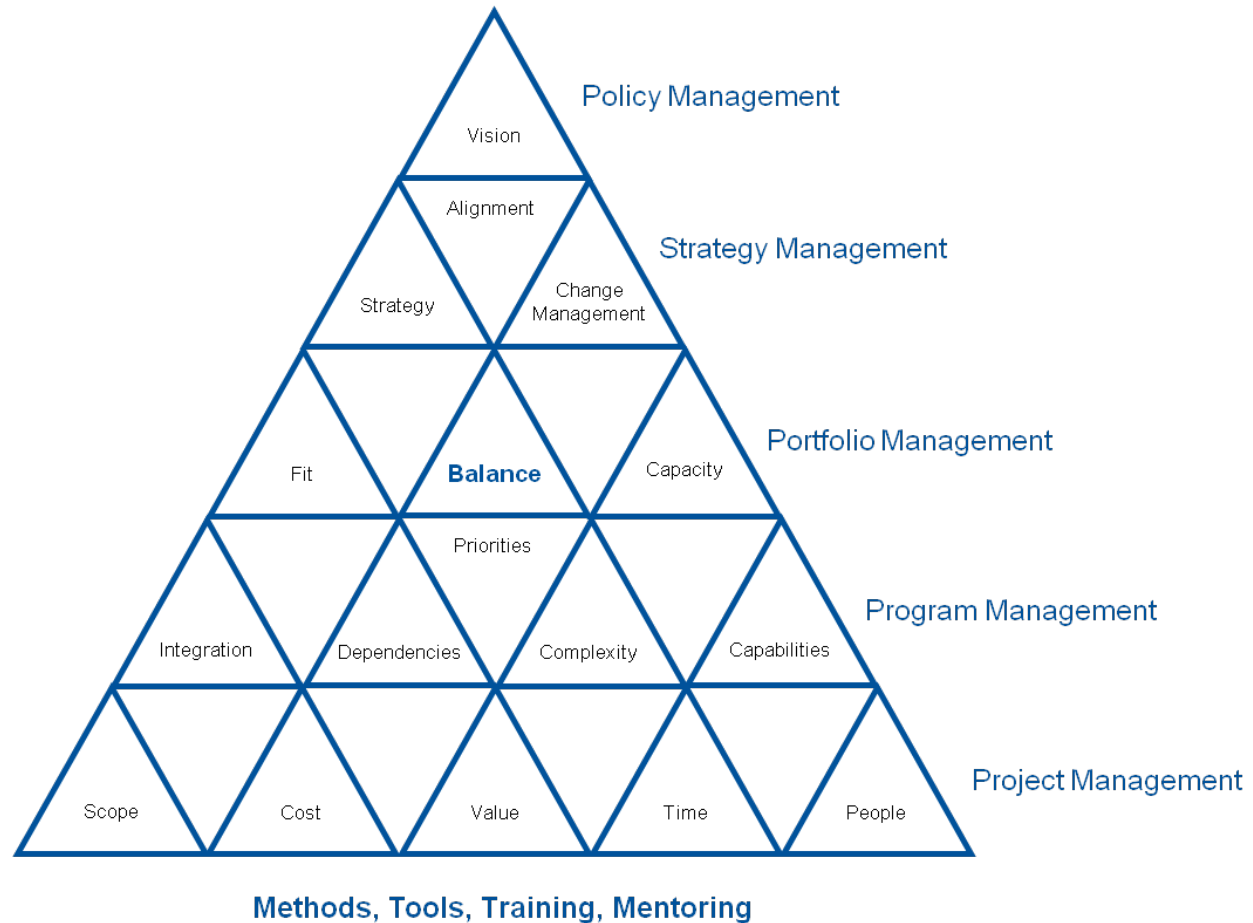 Policy Management
Vision
Alignment
Strategy Management
Strategy
Change
Management
Portfolio Management
Fit
Balance
Capacity
Priorities
Program Management
Integration
Dependencies
Complexity
Capabilities
Project Management
Scope
Cost
Value
Time
People
Methods, Tools, Training, Mentoring